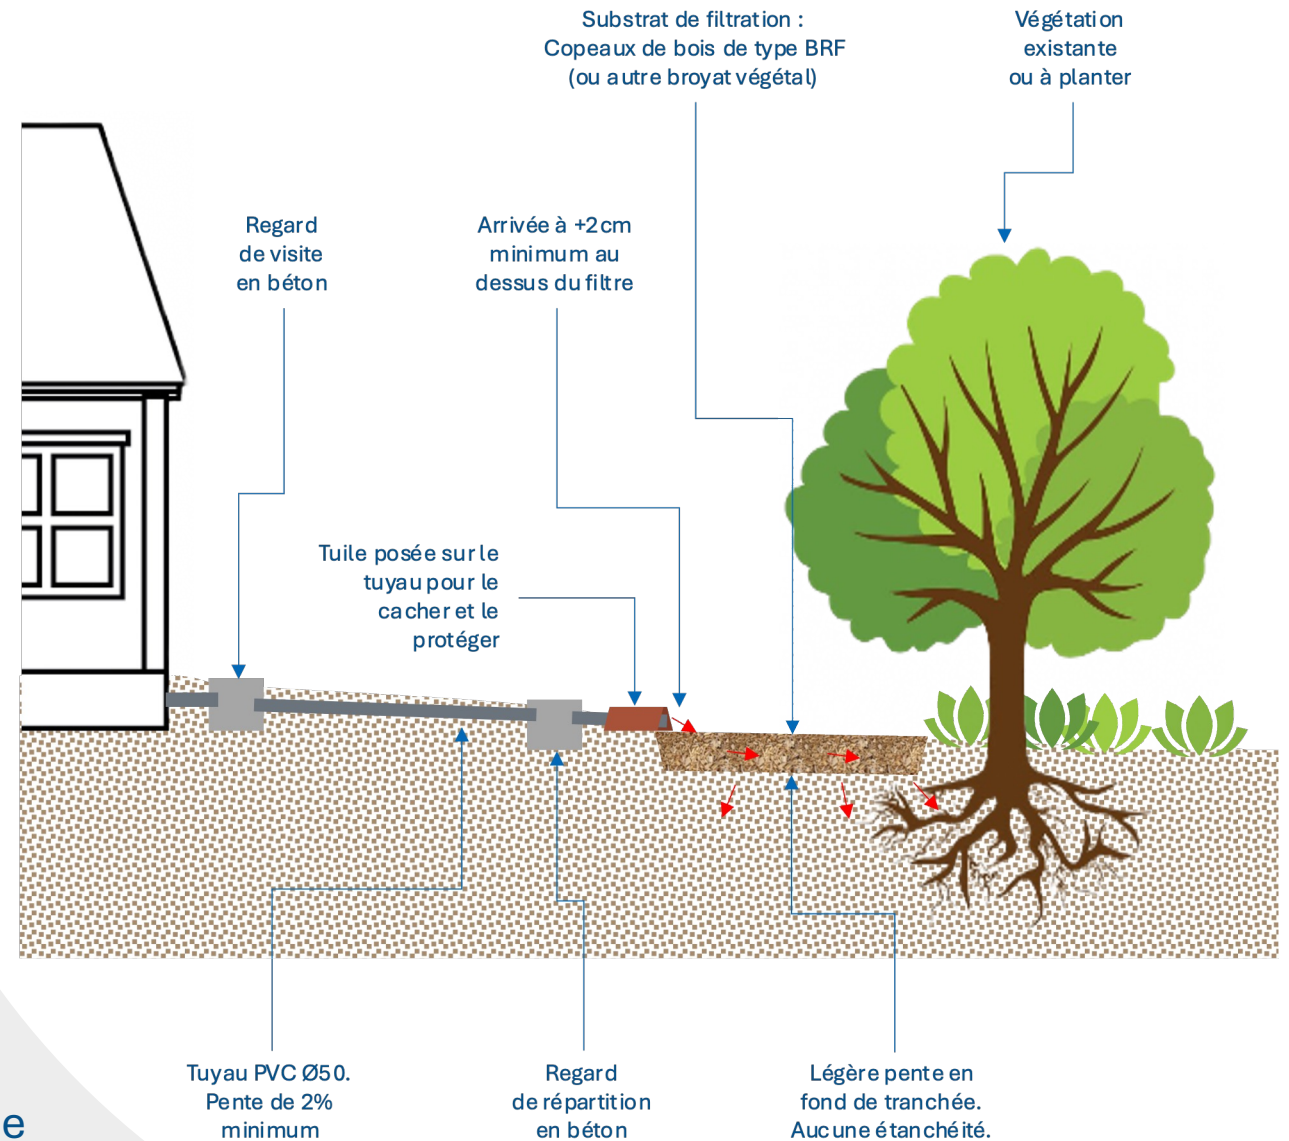 Substrat de filtration :
Copeaux de bois de type BRF
(ou autre broyat végétal)
Végétation
existante
ou à planter
Regard
de visite
en béton
Arrivée à +2cm
minimum au
dessus du filtre
Tuile posée sur le
tuyau pour le
cacher et le
protéger
Tuyau PVC Ø50.
Pente de 2%
minimum
Regard
de répartition
en béton
Légère pente en
fond de tranchée.
Aucune étanchéité.
e